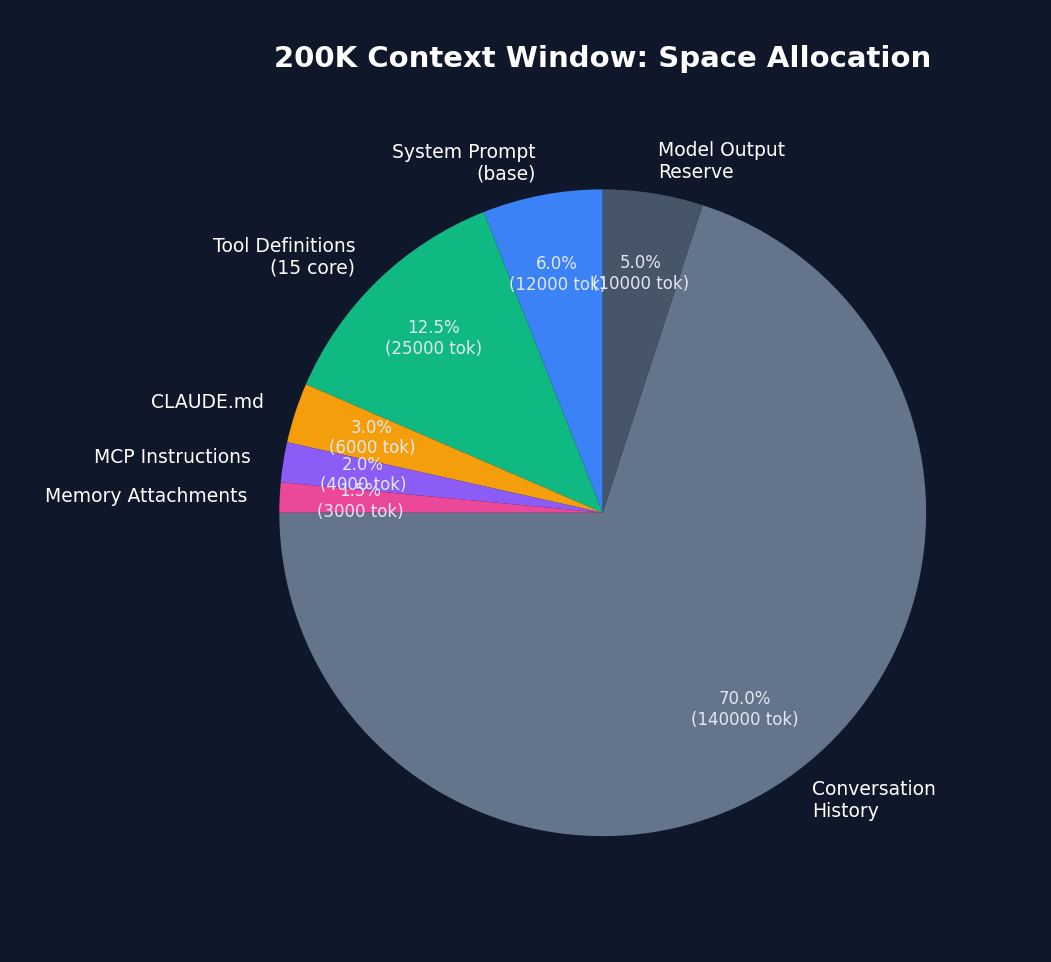 200K Context Window: Space Allocation
System Prompt
(base)
Model Output
Reserve
Tool Definitions
(15 core)
6.0%
(12000 tok)
5.0%
(10000 tok)
12.5%
(25000 tok)
CLAUDE.md
3.0%
(6000 tok)
MCP Instructions
2.0%
(4000 tok)
Memory Attachments
1.5%
(3000 tok)
70.0%
(140000 tok)
Conversation
History